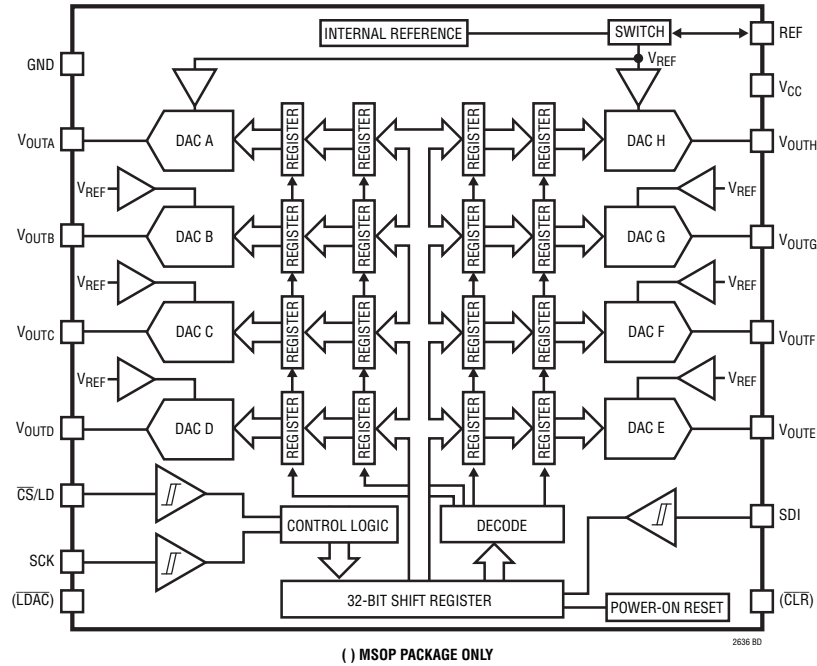 INTERNAL REFERENCE
SWITCH
REF
GND
VREF
VCC
REGISTER
REGISTER
REGISTER
REGISTER
VOUTA
DAC A
DAC H
VOUTH
VREF
VREF
REGISTER
REGISTER
REGISTER
REGISTER
VOUTB
DAC B
DAC G
VOUTG
VREF
VREF
REGISTER
REGISTER
REGISTER
REGISTER
VOUTC
DAC C
DAC F
VOUTF
VREF
VREF
REGISTER
REGISTER
REGISTER
REGISTER
VOUTD
DAC D
DAC E
VOUTE
C̅S̅/LD
CONTROL LOGIC
DECODE
SDI
SCK
(L̅D̅A̅C̅)
32-BIT SHIFT REGISTER
POWER-ON RESET
(C̅L̅R̅)
2636 BD
( ) MSOP PACKAGE ONLY